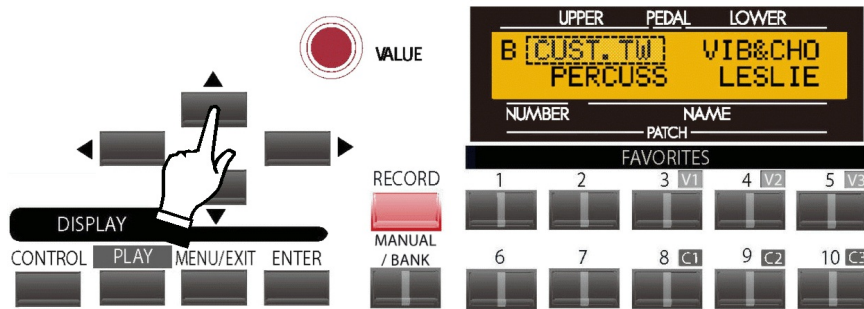 UPPER PEDAL LOWER
B CUST.TW VIB&CHO
PERCUSS LESLIE
NUMBER NAME
PATCH
VALUE
FAVORITES
RECORD
1 2 3 V1 4 V2 5 V3
DISPLAY
MANUAL
/ BANK
CONTROL PLAY MENU/EXIT ENTER
6 7 8 C1 9 C2 10 C3